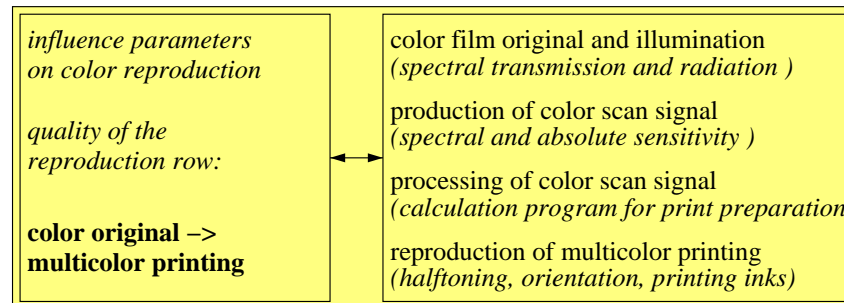 influence parameters
on color reproduction
quality of the
reproduction row:
color original −>
multicolor printing
color film original and illumination
(spectral transmission and radiation )
production of color scan signal
(spectral and absolute sensitivity )
processing of color scan signal
(calculation program for print preparation
reproduction of multicolor printing
(halftoning, orientation, printing inks)